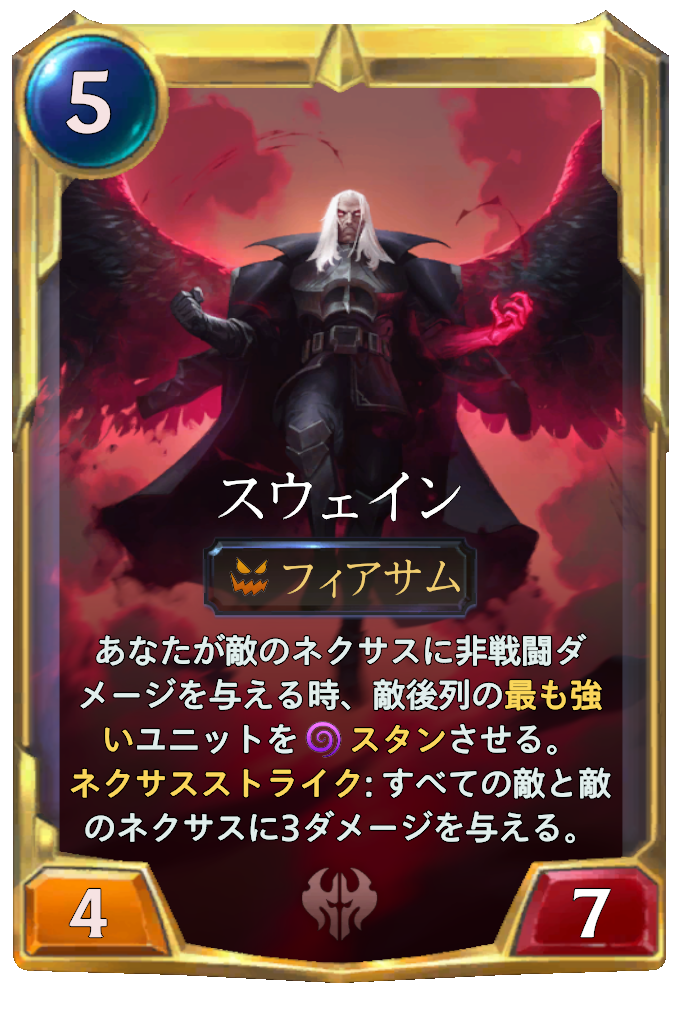 5
スウェイン
フィアサム
あなたが敵のネクサスに非戦闘ダ
メージを与える時、敵後列の最も強
いユニットをスタンさせる。
ネクサスストライク: すべての敵と敵
のネクサスに3ダメージを与える。
4
7